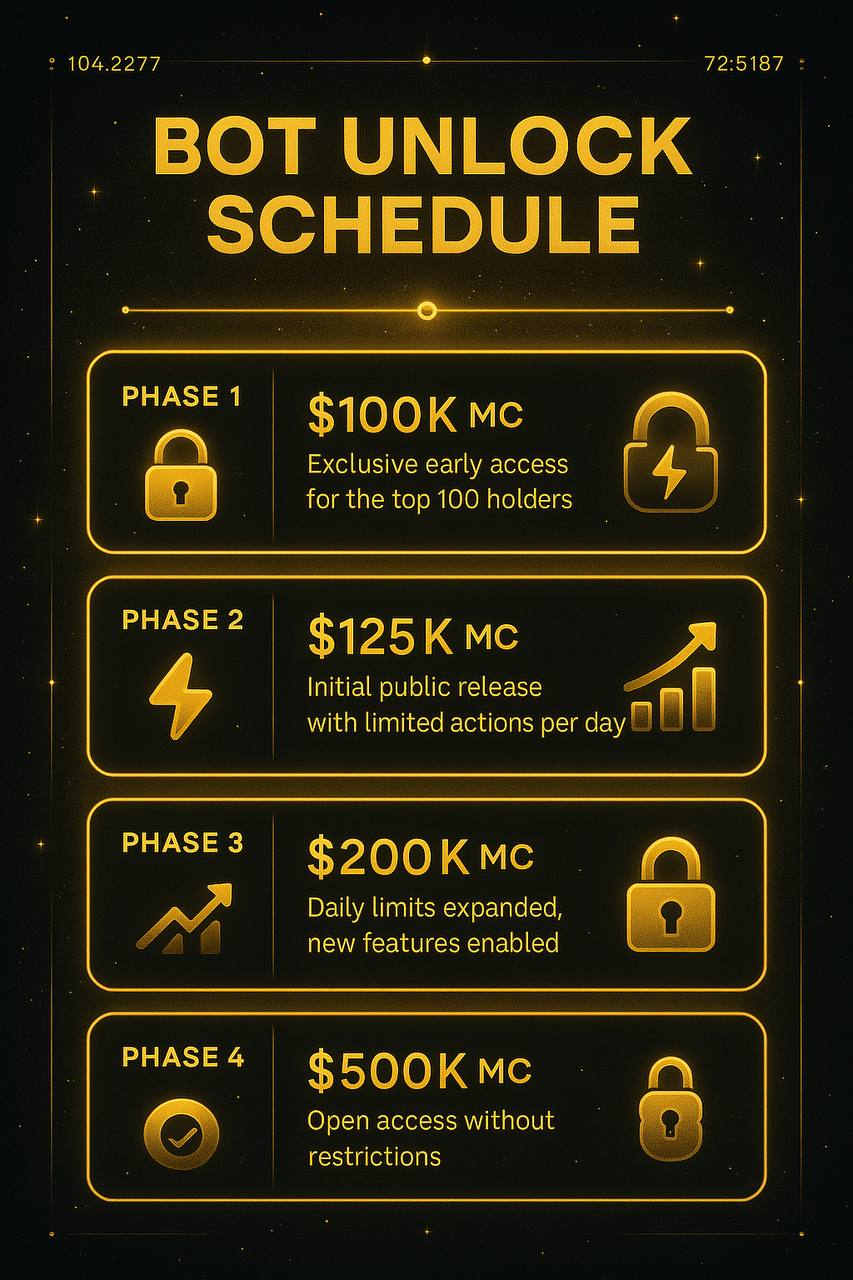 104.2277
72:5187
BOT UNLOCK
SCHEDULE
PHASE 1
$100K MC
Exclusive early access
for the top 100 holders
PHASE 2
$125K MC
Initial public release
with limited actions per day
PHASE 3
$200K MC
Daily limits expanded,
new features enabled
PHASE 4
$500K MC
Open access without
restrictions